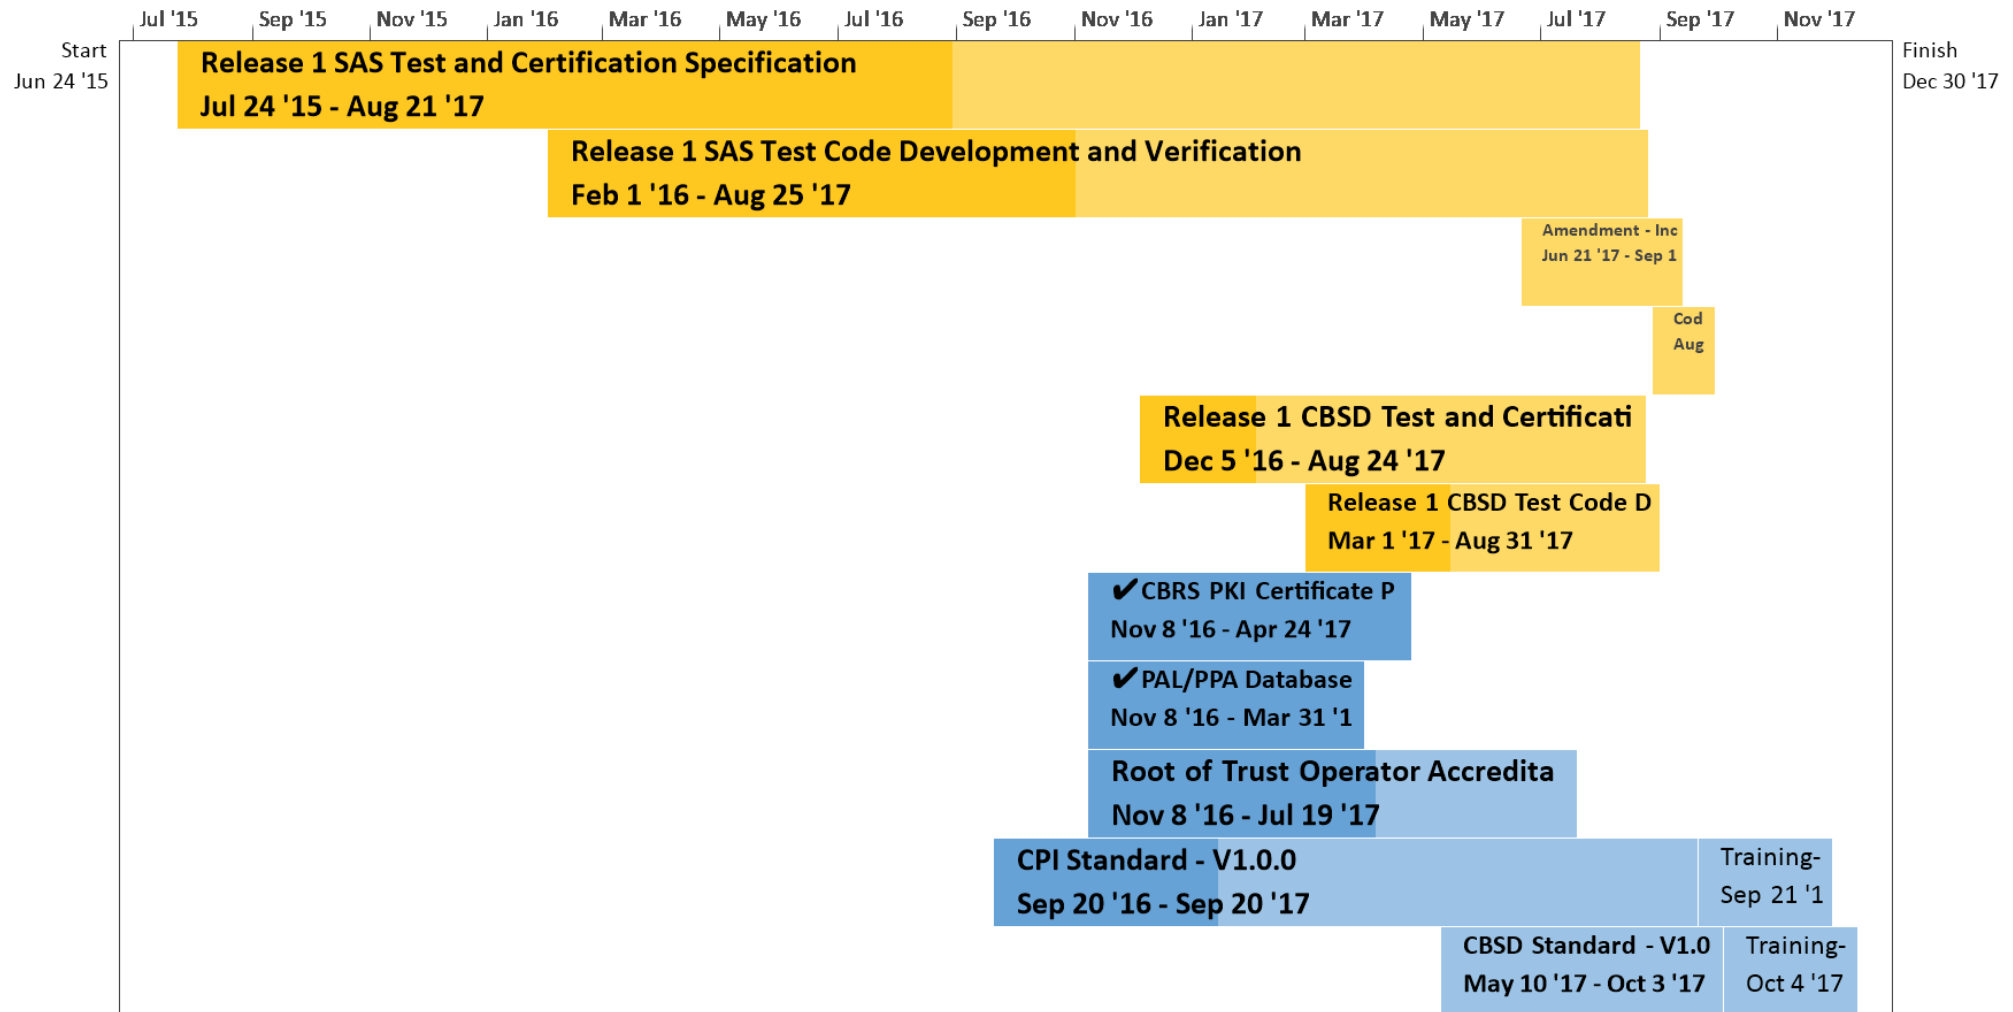 Jul '15 Sep '15 Nov '15 Jan '16 Mar '16 May '16 Jul '16 Sep '16 Nov '16 Jan '17 Mar '17 May '17 Jul '17 Sep '17 Nov '17
Start
Jun 24 '15
Finish
Dec 30 '17
Release 1 SAS Test and Certification Specification
Jul 24 '15 - Aug 21 '17
Release 1 SAS Test Code Development and Verification
Feb 1 '16 - Aug 25 '17
Amendment - Inc
Jun 21 '17 - Sep 1
Cod
Aug
Release 1 CBSD Test and Certificati
Dec 5 '16 - Aug 24 '17
Release 1 CBSD Test Code D
Mar 1 '17 - Aug 31 '17
✔CBRS PKI Certificate P
Nov 8 '16 - Apr 24 '17
✔PAL/PPA Database
Nov 8 '16 - Mar 31 '1
Root of Trust Operator Accredita
Nov 8 '16 - Jul 19 '17
CPI Standard - V1.0.0
Sep 20 '16 - Sep 20 '17
Training-
Sep 21 '1
CBSD Standard - V1.0
May 10 '17 - Oct 3 '17
Training-
Oct 4 '17